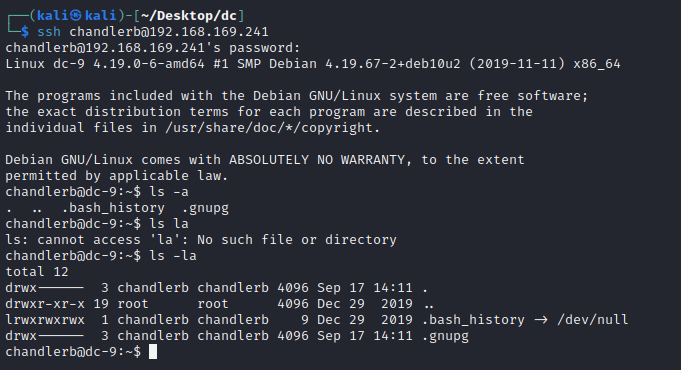 ┌──(kali㉿kali)-[~/Desktop/dc]
└─$ ssh chandlerb@192.168.169.241
chandlerb@192.168.169.241's password:
Linux dc-9 4.19.0-6-amd64 #1 SMP Debian 4.19.67-2+deb10u2 (2019-11-11) x86_64
The programs included with the Debian GNU/Linux system are free software;
the exact distribution terms for each program are described in the
individual files in /usr/share/doc/*/copyright.
Debian GNU/Linux comes with ABSOLUTELY NO WARRANTY, to the extent
permitted by applicable law.
chandlerb@dc-9:~$ ls -a
.  ..  .bash_history  .gnupg
chandlerb@dc-9:~$ ls la
ls: cannot access 'la': No such file or directory
chandlerb@dc-9:~$ ls -la
total 12
drwx------  3 chandlerb chandlerb 4096 Sep 17 14:11 .
drwxr-xr-x 19 root      root      4096 Dec 29  2019 ..
lrwxrwxrwx  1 chandlerb chandlerb    9 Dec 29  2019 .bash_history -> /dev/null
drwx------  3 chandlerb chandlerb 4096 Sep 17 14:11 .gnupg
chandlerb@dc-9:~$